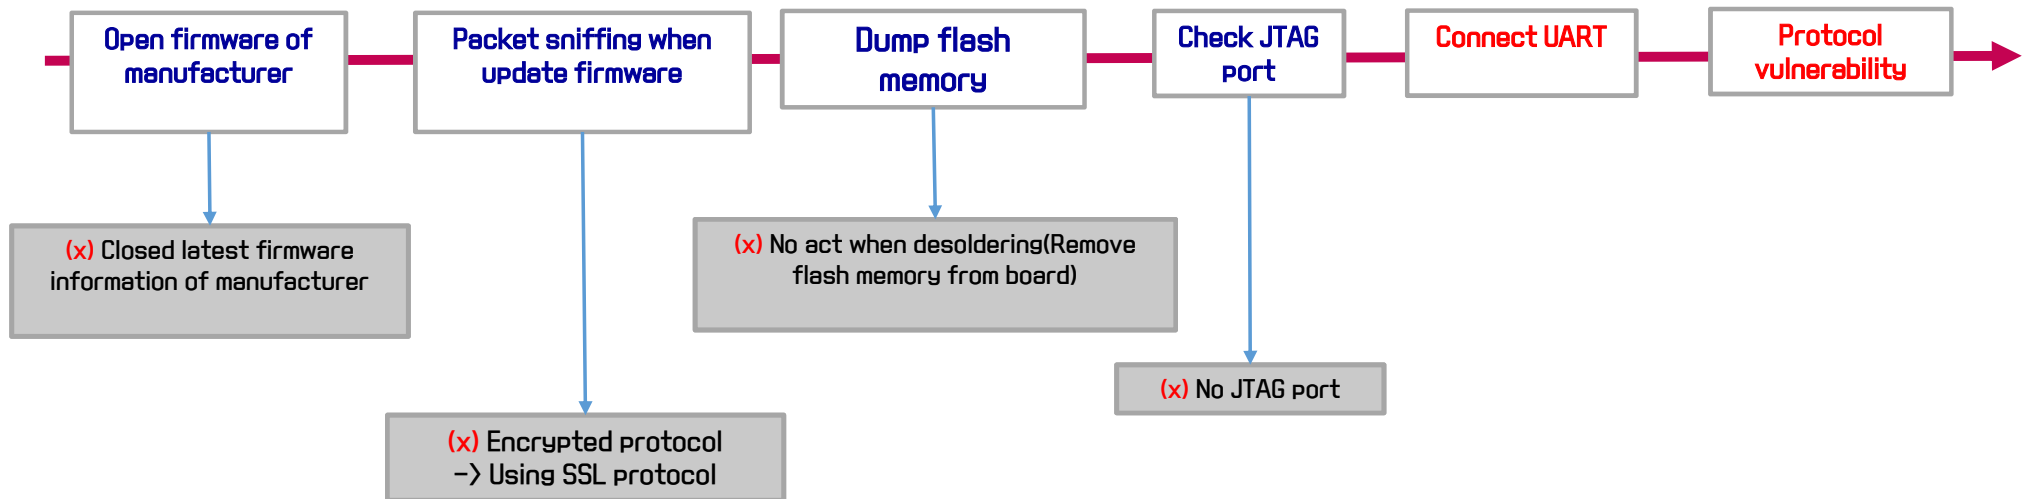 Open firmware of
manufacturer
Packet sniffing when
update firmware
Dump flash
memory
Check JTAG
port
Connect UART
Protocol
vulnerability
(x) Closed latest firmware
information of manufacturer
(x) No act when desoldering(Remove
flash memory from board)
(x) No JTAG port
(x) Encrypted protocol
-> Using SSL protocol